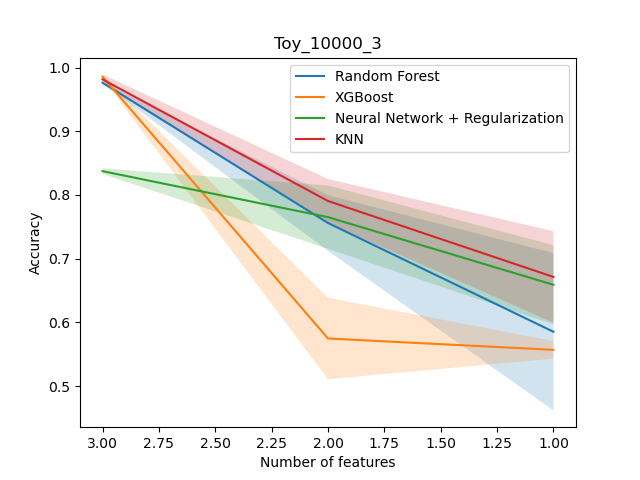 Toy_10000_3
Random Forest
XGBoost
Neural Network + Regularization
KNN
Accuracy
1.0
0.9
0.8
0.7
0.6
0.5
3.00 2.75 2.50 2.25 2.00 1.75 1.50 1.25 1.00
Number of features